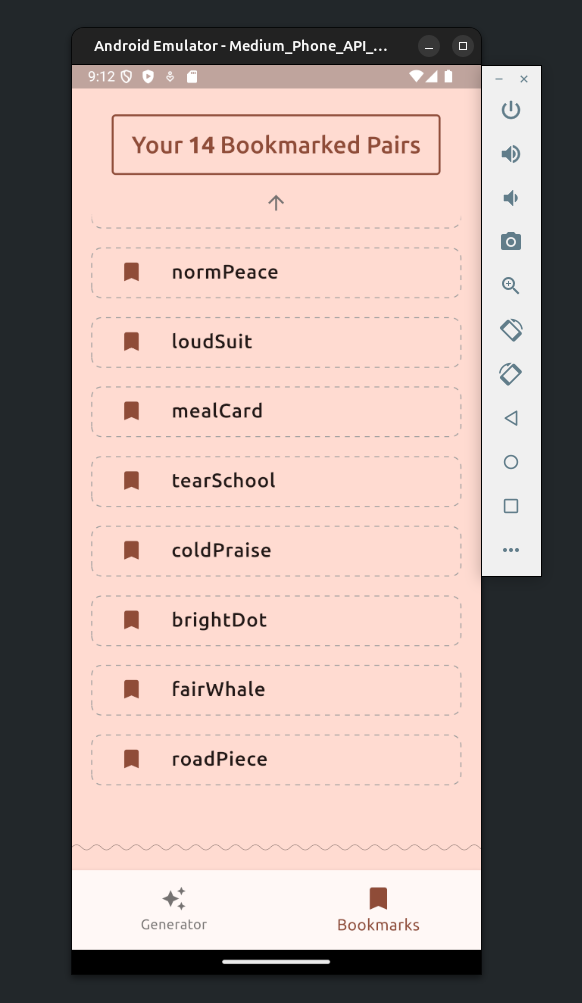 Android Emulator - Medium_Phone_API_...
9:12
Your 14 Bookmarked Pairs
normPeace
loudSuit
mealCard
tearSchool
coldPraise
brightDot
fairWhale
roadPiece
Generator
Bookmarks